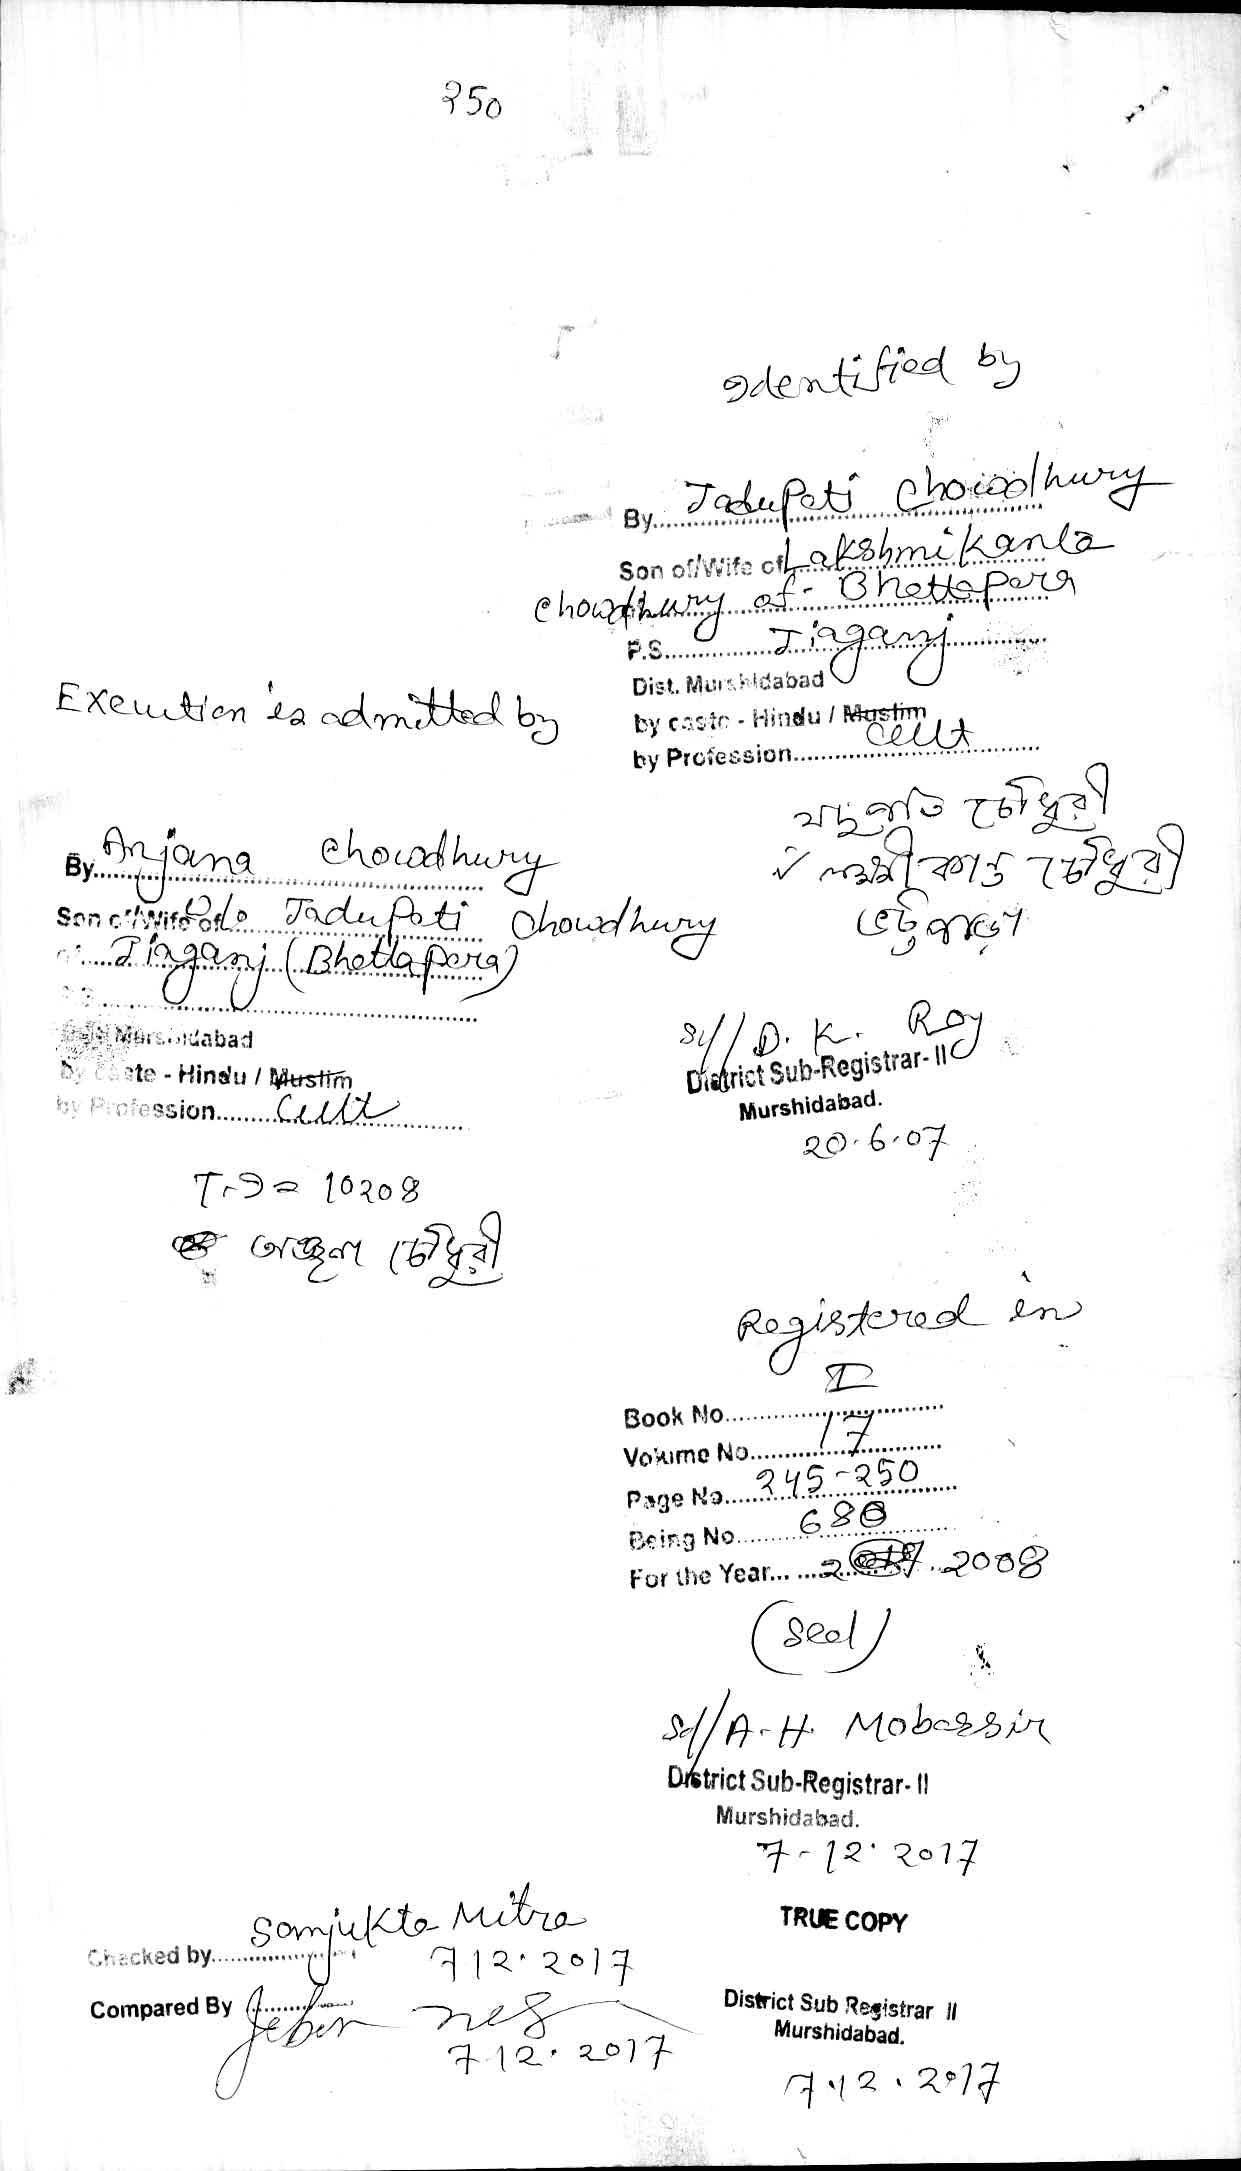 250
Identified by
By Jadupati Chowdhury
Son of/Wife of Lakshmikanta
Chowdhury of - Bhattapara
P.S. Jiaganj
Dist. Murshidabad
by caste - Hindu / Muslim
by Profession Cult
যদুপতি চৌধুরী
লক্ষ্মীকান্ত চৌধুরী
ভট্টপাড়া
Sd// D. K. Roy
District Sub-Registrar- II
Murshidabad.
20.6.07
Execution is admitted by
By Anjana Chowdhury
Son of/Wife of Jadupati Chowdhury
of Jiaganj (Bhattapara)
P.S.
Dist. Murshidabad
by caste - Hindu / Muslim
by Profession Cult
T.I = 10208
অঞ্জনা চৌধুরী
Registered in
Book No. I
Volume No. 17
Page No. 245-250
Being No. 680
For the Year 2008
(Seal)
Sd// A.H. Mobassir
District Sub-Registrar- II
Murshidabad.
7-12.2017
Checked by Samjukta Mitra
7 12.2017
Compared By
7.12.2017
TRUE COPY
District Sub Registrar II
Murshidabad.
7.12.2017